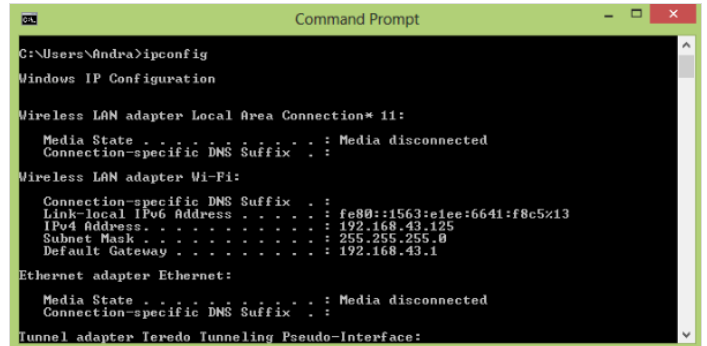 Command Prompt
C:\Users\Andra>ipconfig
Windows IP Configuration
Wireless LAN adapter Local Area Connection* 11:
Media State . . . . . . . . . . . : Media disconnected
Connection-specific DNS Suffix  . :
Wireless LAN adapter Wi-Fi:
Connection-specific DNS Suffix  . :
Link-local IPv6 Address . . . . . : fe80::1563:e1ee:6641:f8c5%13
IPv4 Address. . . . . . . . . . . : 192.168.43.125
Subnet Mask . . . . . . . . . . . : 255.255.255.0
Default Gateway . . . . . . . . . : 192.168.43.1
Ethernet adapter Ethernet:
Media State . . . . . . . . . . . : Media disconnected
Connection-specific DNS Suffix  . :
Tunnel adapter Teredo Tunneling Pseudo-Interface: